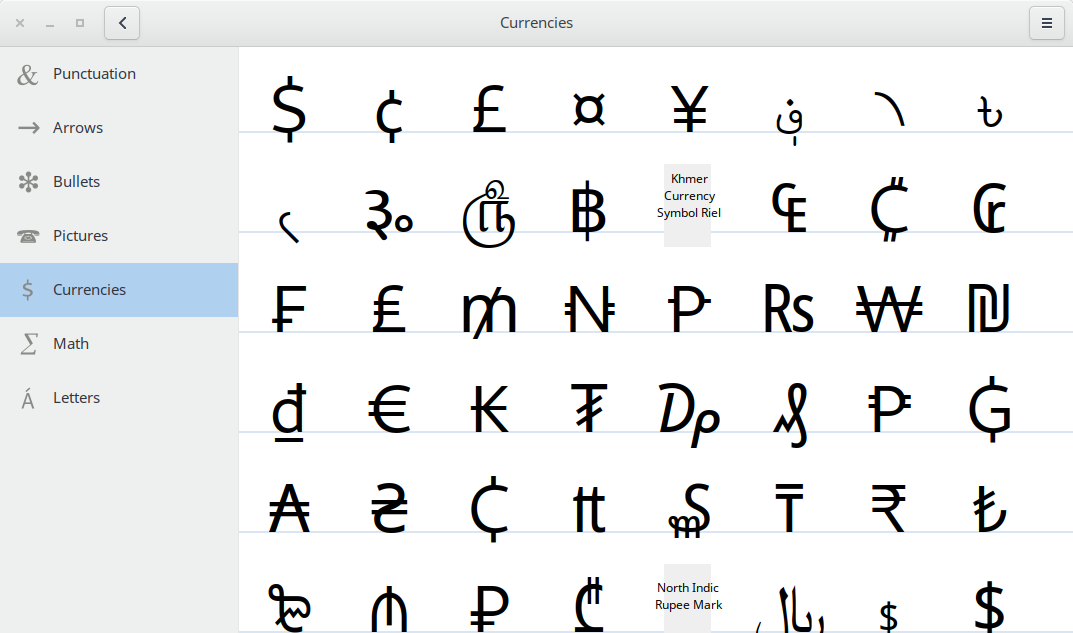 Currencies
& Punctuation
→ Arrows
Bullets
Pictures
$ Currencies
∑ Math
Á Letters
$ ¢ £ ¤ ¥ ؋ ৲ ৳
৻ ૱ ௹ ฿ Khmer
Currency
Symbol Riel
₠ ₡ ₢
₣ ₤ ₥ ₦ ₧ ₨ ₩ ₪
₫ € ₭ ₮ ₯ ₰ ₱ ₲
₳ ₴ ₵ ₶ ₷ ₸ ₹ ₺
₻ ₼ ₽ ₾ North Indic
Rupee Mark
﷼ ﹩ ＄